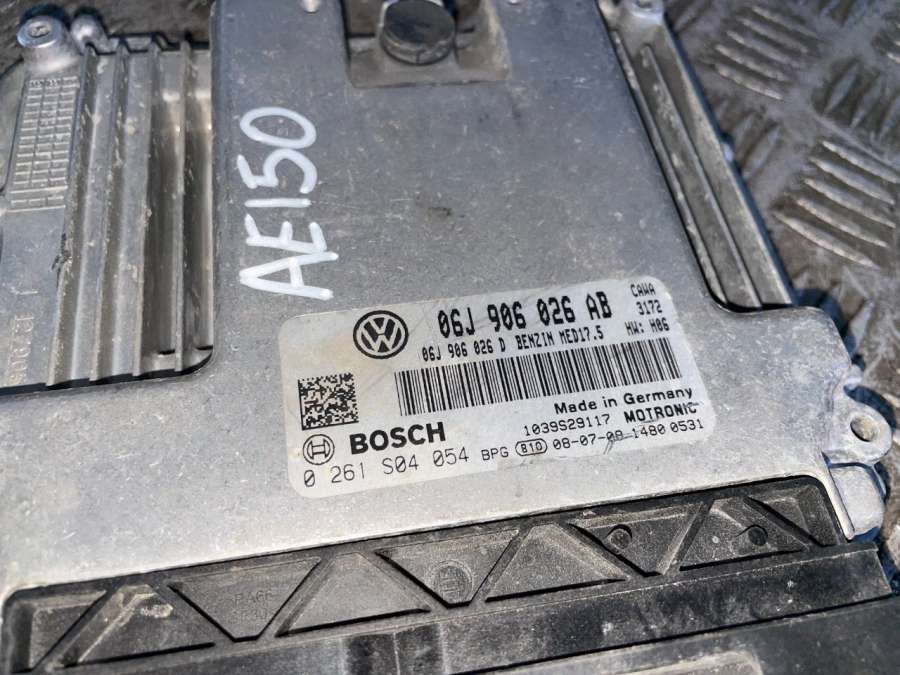 AE150
06J 906 026 AB
CAWA
3172
HW: H06
06J 906 026 D BENZIN MED17.5
Made in Germany
1039S29117 MOTRONIC
BOSCH
0 261 S04 054 BPG 810 08-07-08 1480 0531